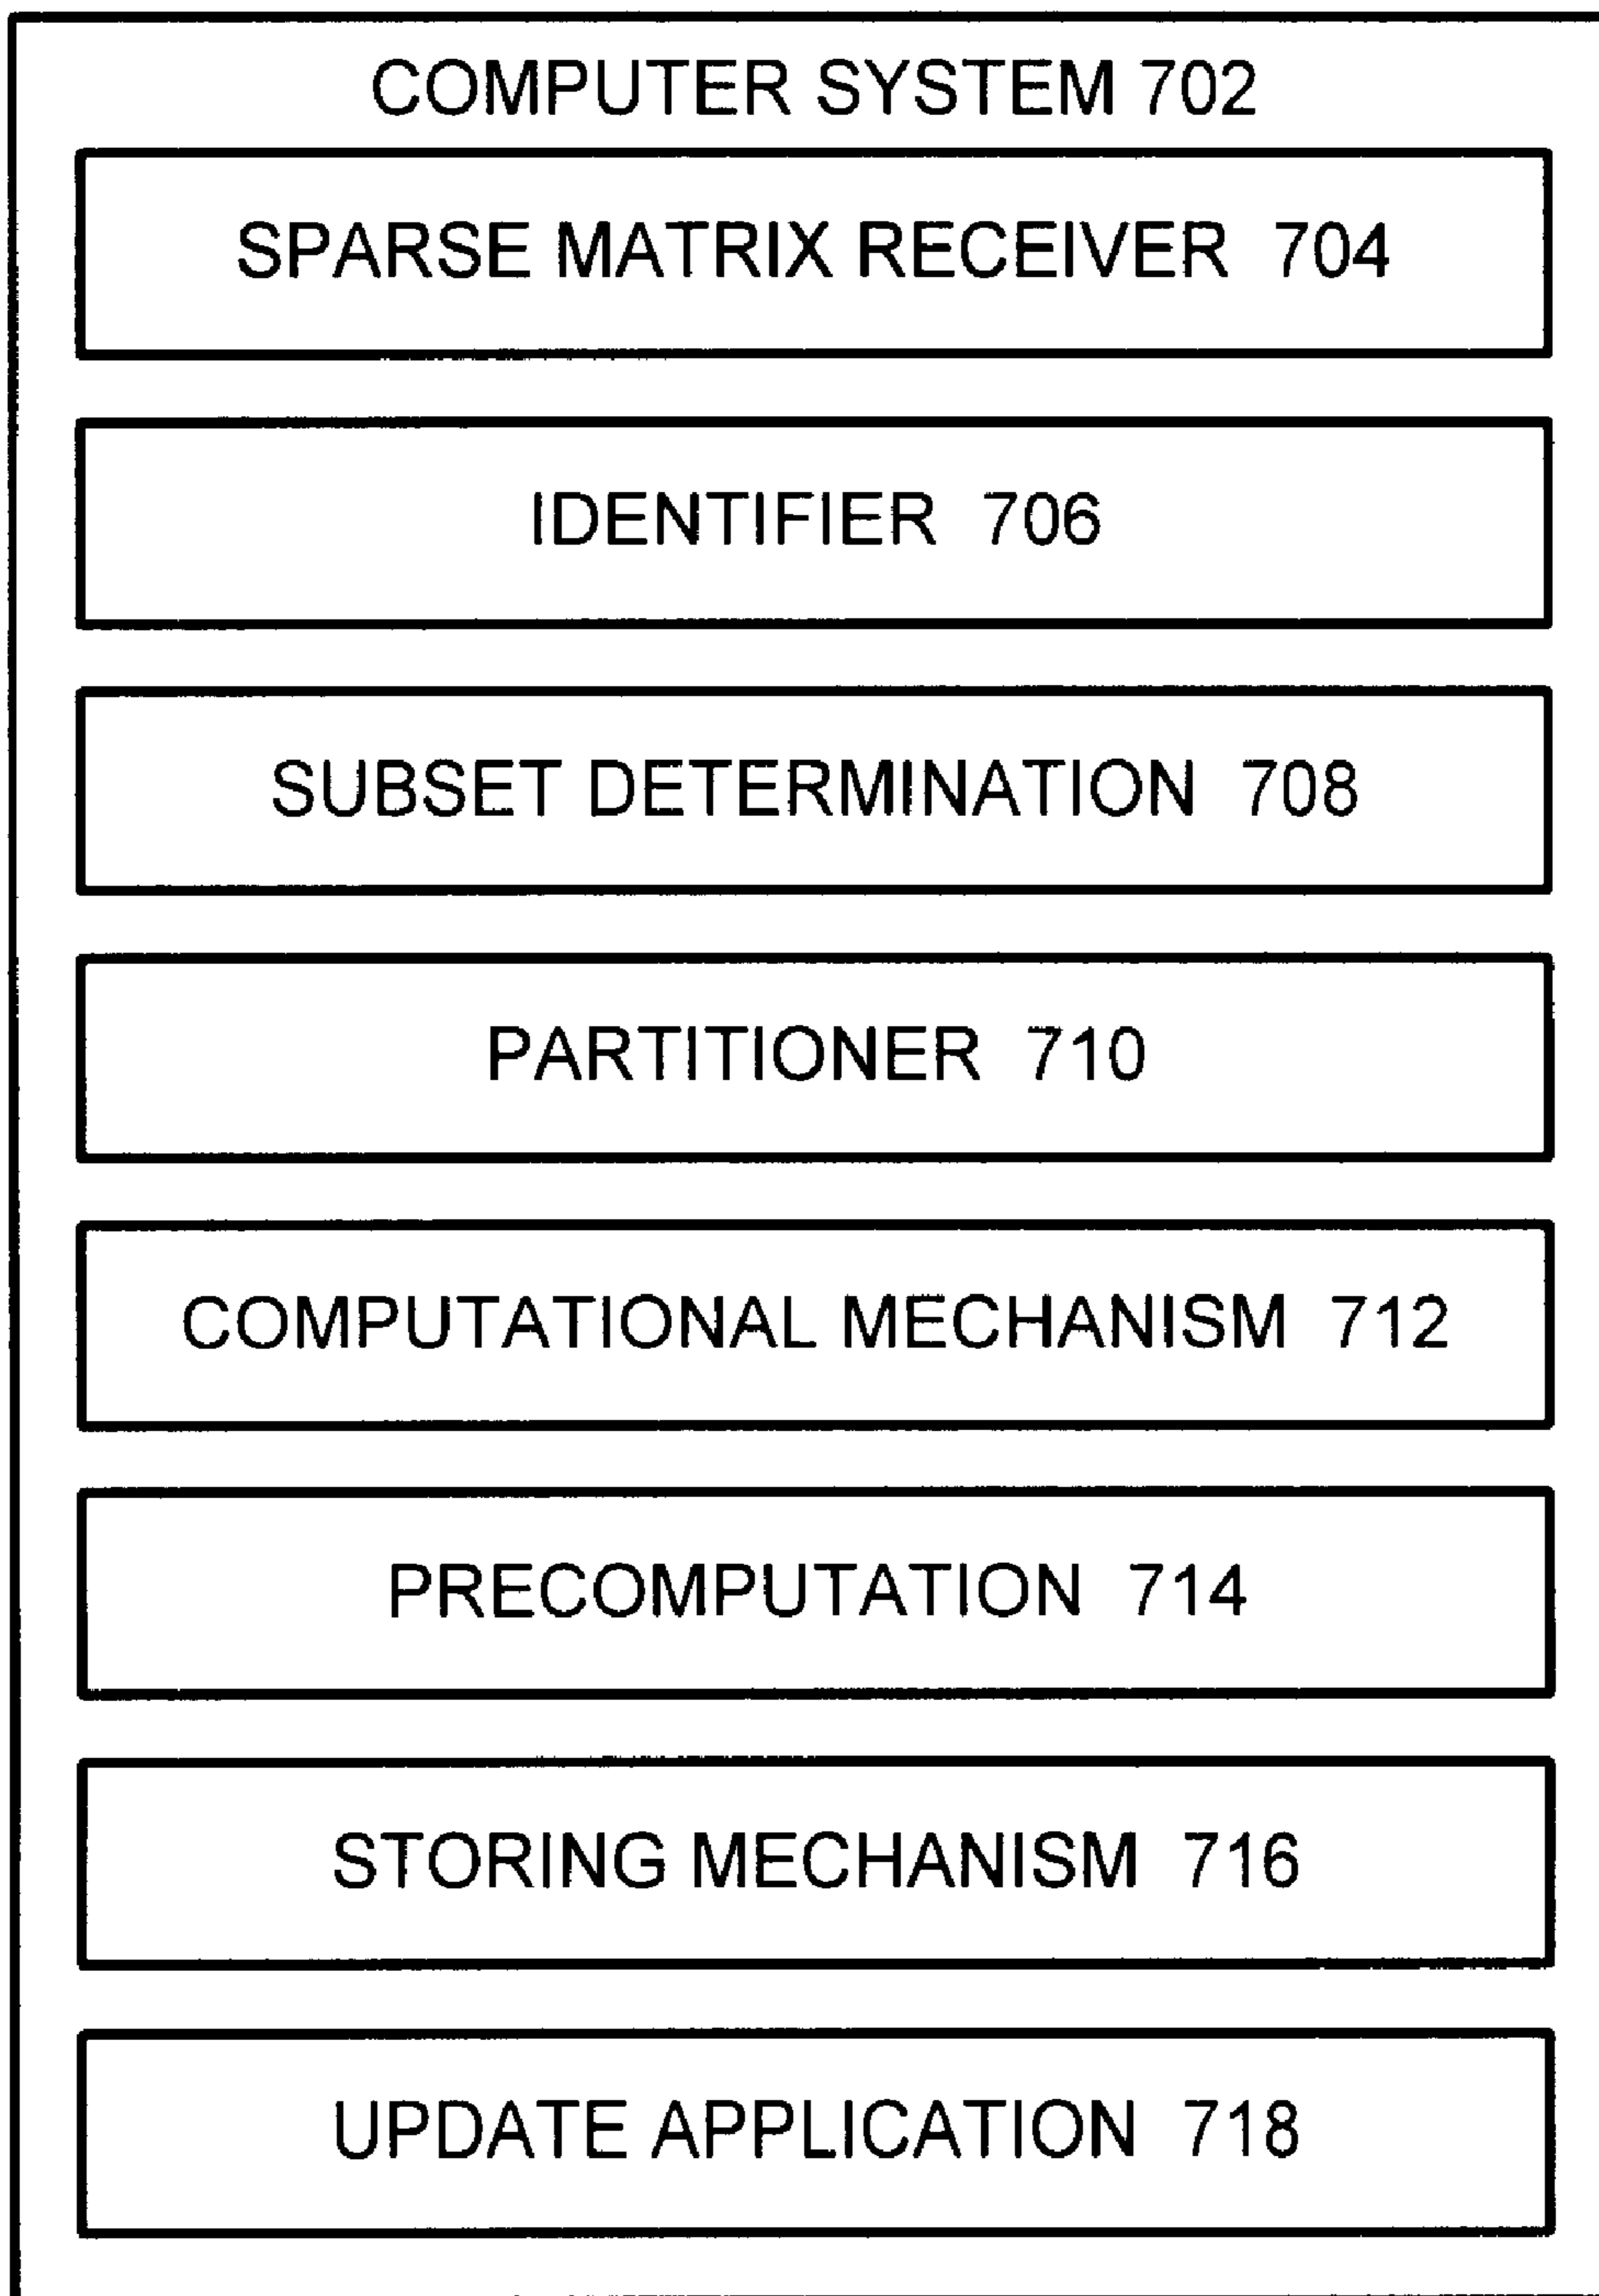 COMPUTER SYSTEM 702
SPARSE MATRIX RECEIVER 704
IDENTIFIER 706
SUBSET DETERMINATION 708
PARTITIONER 710
COMPUTATIONAL MECHANISM 712
PRECOMPUTATION 714
STORING MECHANISM 716
UPDATE APPLICATION 718